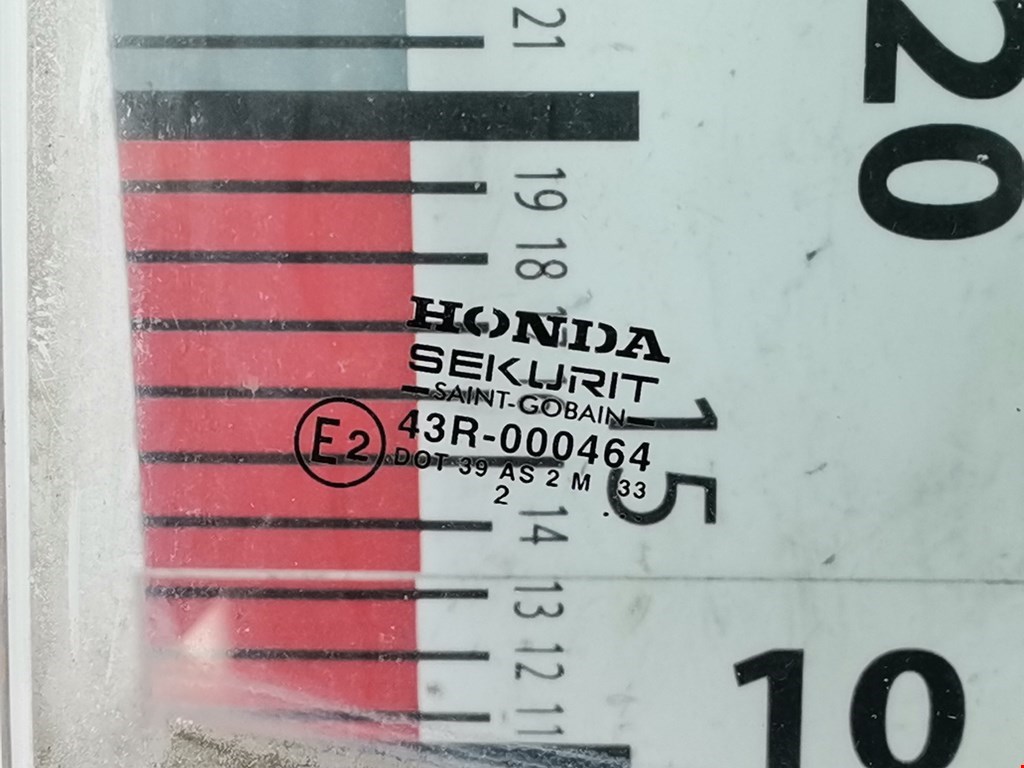 21
20
19
18
HONDA
SEKURIT
SAINT-GOBAIN
15
E2
43R-000464
DOT 39 AS 2 M 33
2
14
13
12
11
10